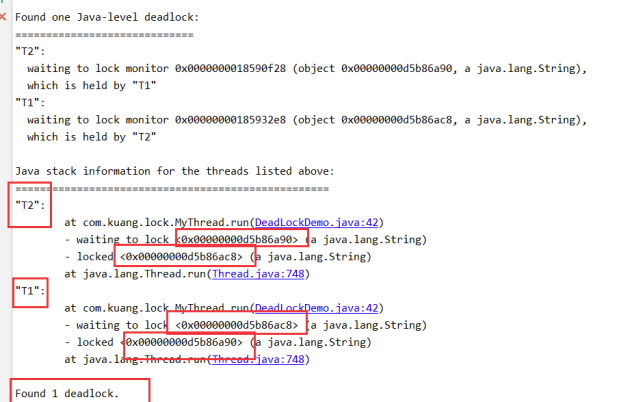 Found one Java-level deadlock:
=============================
"T2":
  waiting to lock monitor 0x0000000018590f28 (object 0x00000000d5b86a90, a java.lang.String),
  which is held by "T1"
"T1":
  waiting to lock monitor 0x00000000185932e8 (object 0x00000000d5b86ac8, a java.lang.String),
  which is held by "T2"

Java stack information for the threads listed above:
===================================================
"T2":
        at com.kuang.lock.MyThread.run(DeadLockDemo.java:42)
        - waiting to lock <0x00000000d5b86a90> (a java.lang.String)
        - locked <0x00000000d5b86ac8> (a java.lang.String)
        at java.lang.Thread.run(Thread.java:748)
"T1":
        at com.kuang.lock.MyThread.run(DeadLockDemo.java:42)
        - waiting to lock <0x00000000d5b86ac8> (a java.lang.String)
        - locked <0x00000000d5b86a90> (a java.lang.String)
        at java.lang.Thread.run(Thread.java:748)

Found 1 deadlock.